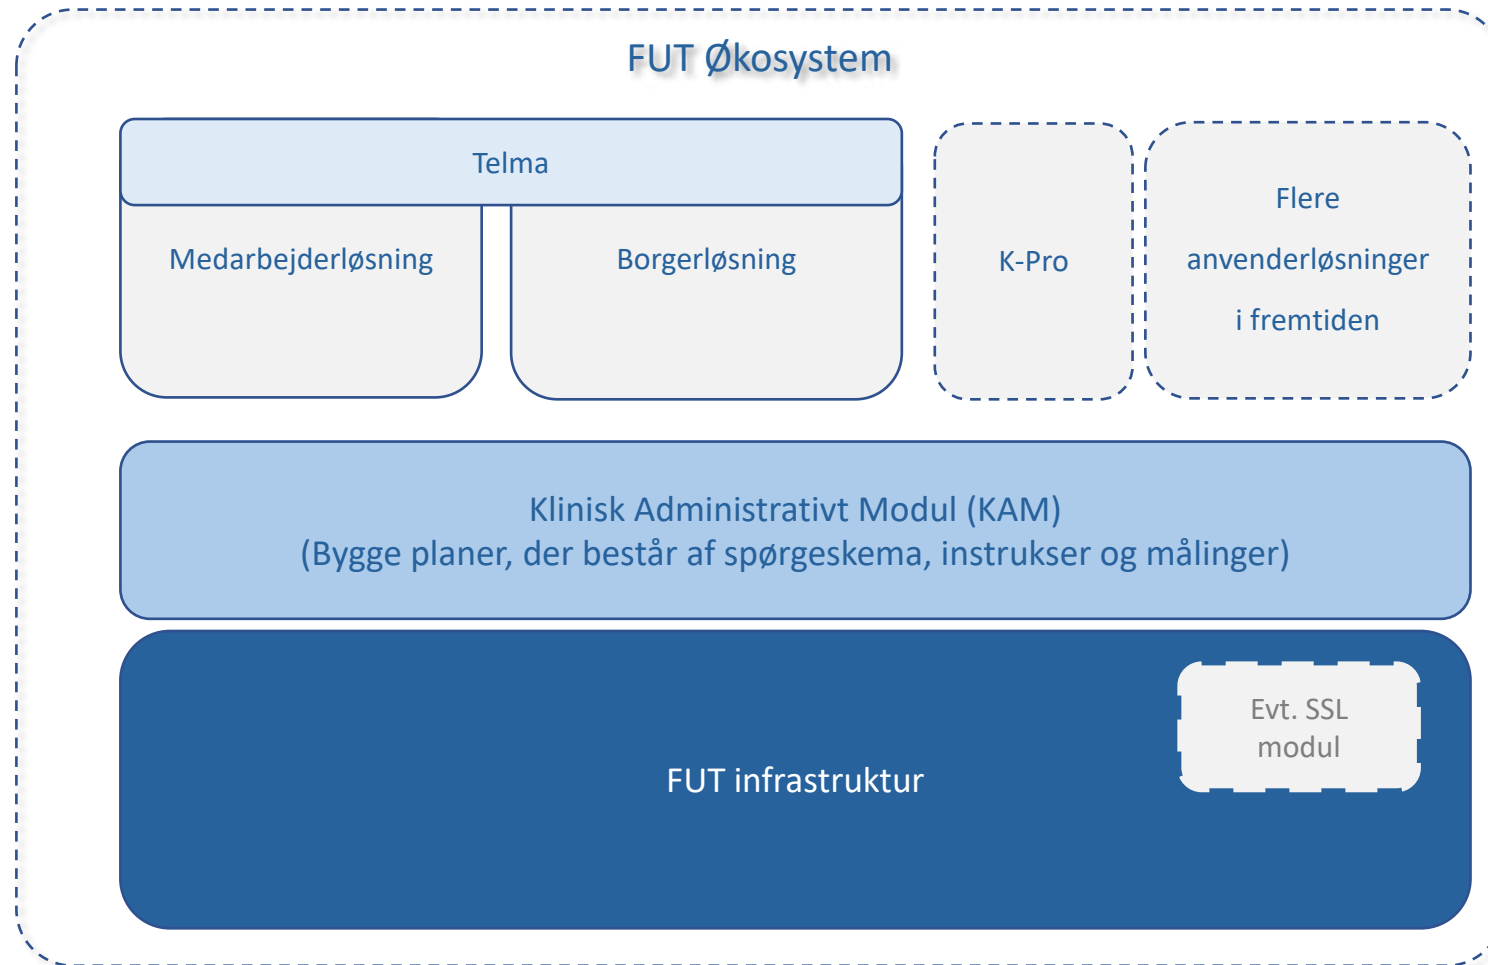 FUT Økosystem
Telma
Medarbejderløsning
Borgerløsning
K-Pro
Flere
anvenderløsninger
i fremtiden
Klinisk Administrativt Modul (KAM)
(Bygge planer, der består af spørgeskema, instrukser og målinger)
Evt. SSL
modul
FUT infrastruktur